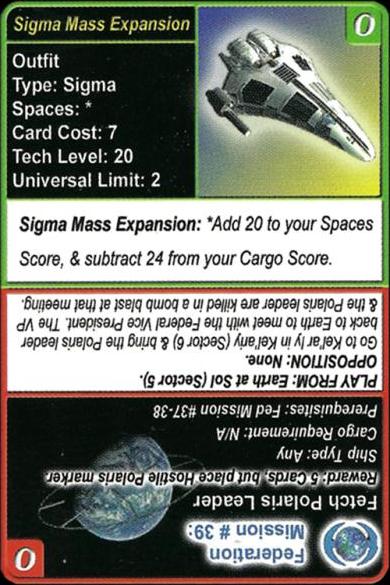 Sigma Mass Expansion
0
Outfit
Type: Sigma
Spaces: *
Card Cost: 7
Tech Level: 20
Universal Limit: 2
Sigma Mass Expansion: *Add 20 to your Spaces
Score, & subtract 24 from your Cargo Score.
Federation
Mission # 39:
0
Fetch Polaris Leader
Reward: 5 Cards, but place Hostile Polaris marker.
Ship Type: Any
Cargo Requirement: N/A
Prerequisites: Fed Mission #37-38
PLAY: FROM: Earth at Sol (Sector 5).
OPPOSITION: None.
Go to Kel'ar Iy in Kel'ariy (Sector 6) & bring the Polaris leader
back to Earth to meet with the Federal Vice President. The VP
& the Polaris leader are killed in a bomb blast at that meeting.